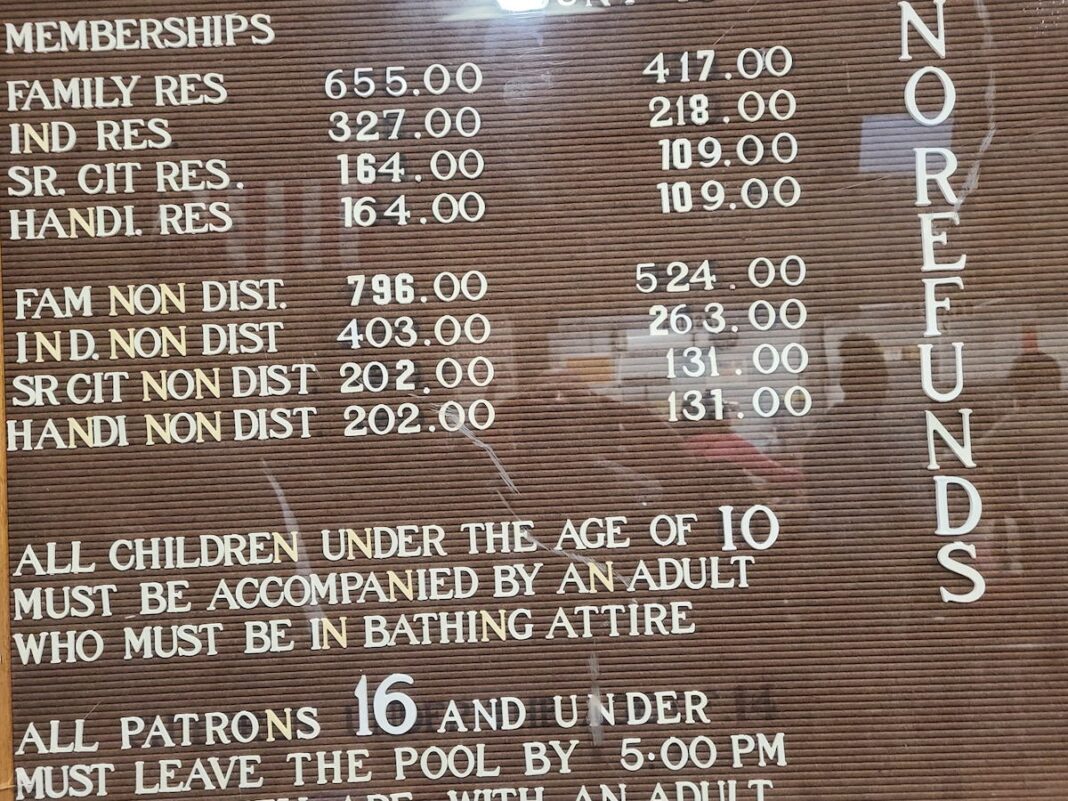 MEMBERSHIPS
FAMILY RES 655.00 417.00
IND RES 327.00 218.00
SR. CIT RES. 164.00 109.00
HANDI. RES 164.00 109.00
FAM NON DIST. 796.00 524.00
IND. NON DIST 403.00 263.00
SR CIT NON DIST 202.00 131.00
HANDI NON DIST 202.00 131.00
NO REFUNDS
ALL CHILDREN UNDER THE AGE OF 10
MUST BE ACCOMPANIED BY AN ADULT
WHO MUST BE IN BATHING ATTIRE
ALL PATRONS 16 AND UNDER
MUST LEAVE THE POOL BY 5:00 PM
ARE WITH AN ADULT